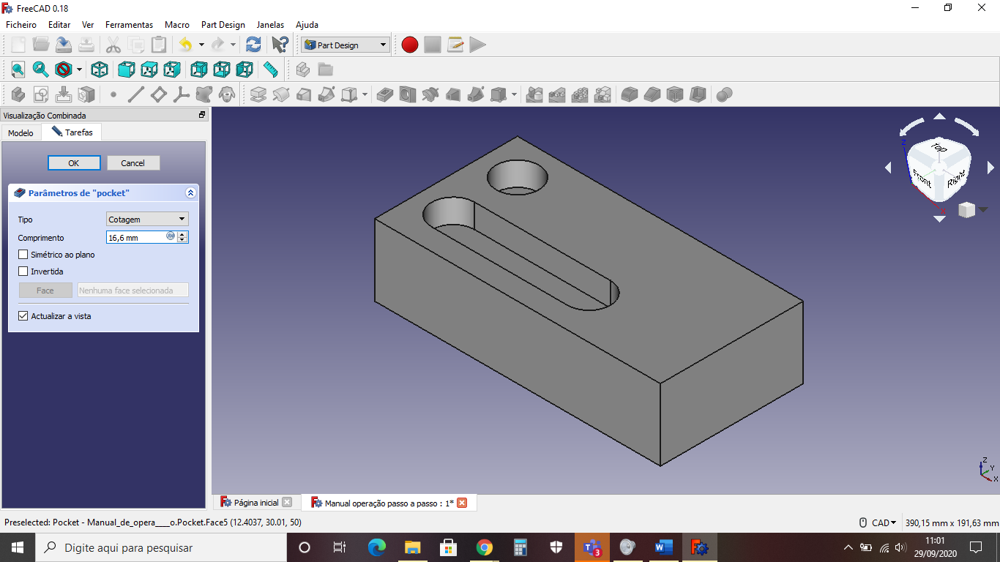 FreeCAD 0.18
Ficheiro Editar Ver Ferramentas Macro Part Design Janelas Ajuda
Part Design
Visualização Combinada
Modelo Tarefas
OK Cancel
Parâmetros de "pocket"
Tipo Cotagem
Comprimento 16,6 mm
Simétrico ao plano
Invertida
Face Nenhuma face selecionada
Actualizar a vista
Top
Front Right
Z
X
Z
Y
X
Página inicial Manual operação passo a passo : 1*
Preselected: Pocket - Manual_de_opera____o.Pocket.Face5 (12.4037, 30.01, 50) CAD 390,15 mm x 191,63 mm
Digite aqui para pesquisar 3 11:01
29/09/2020